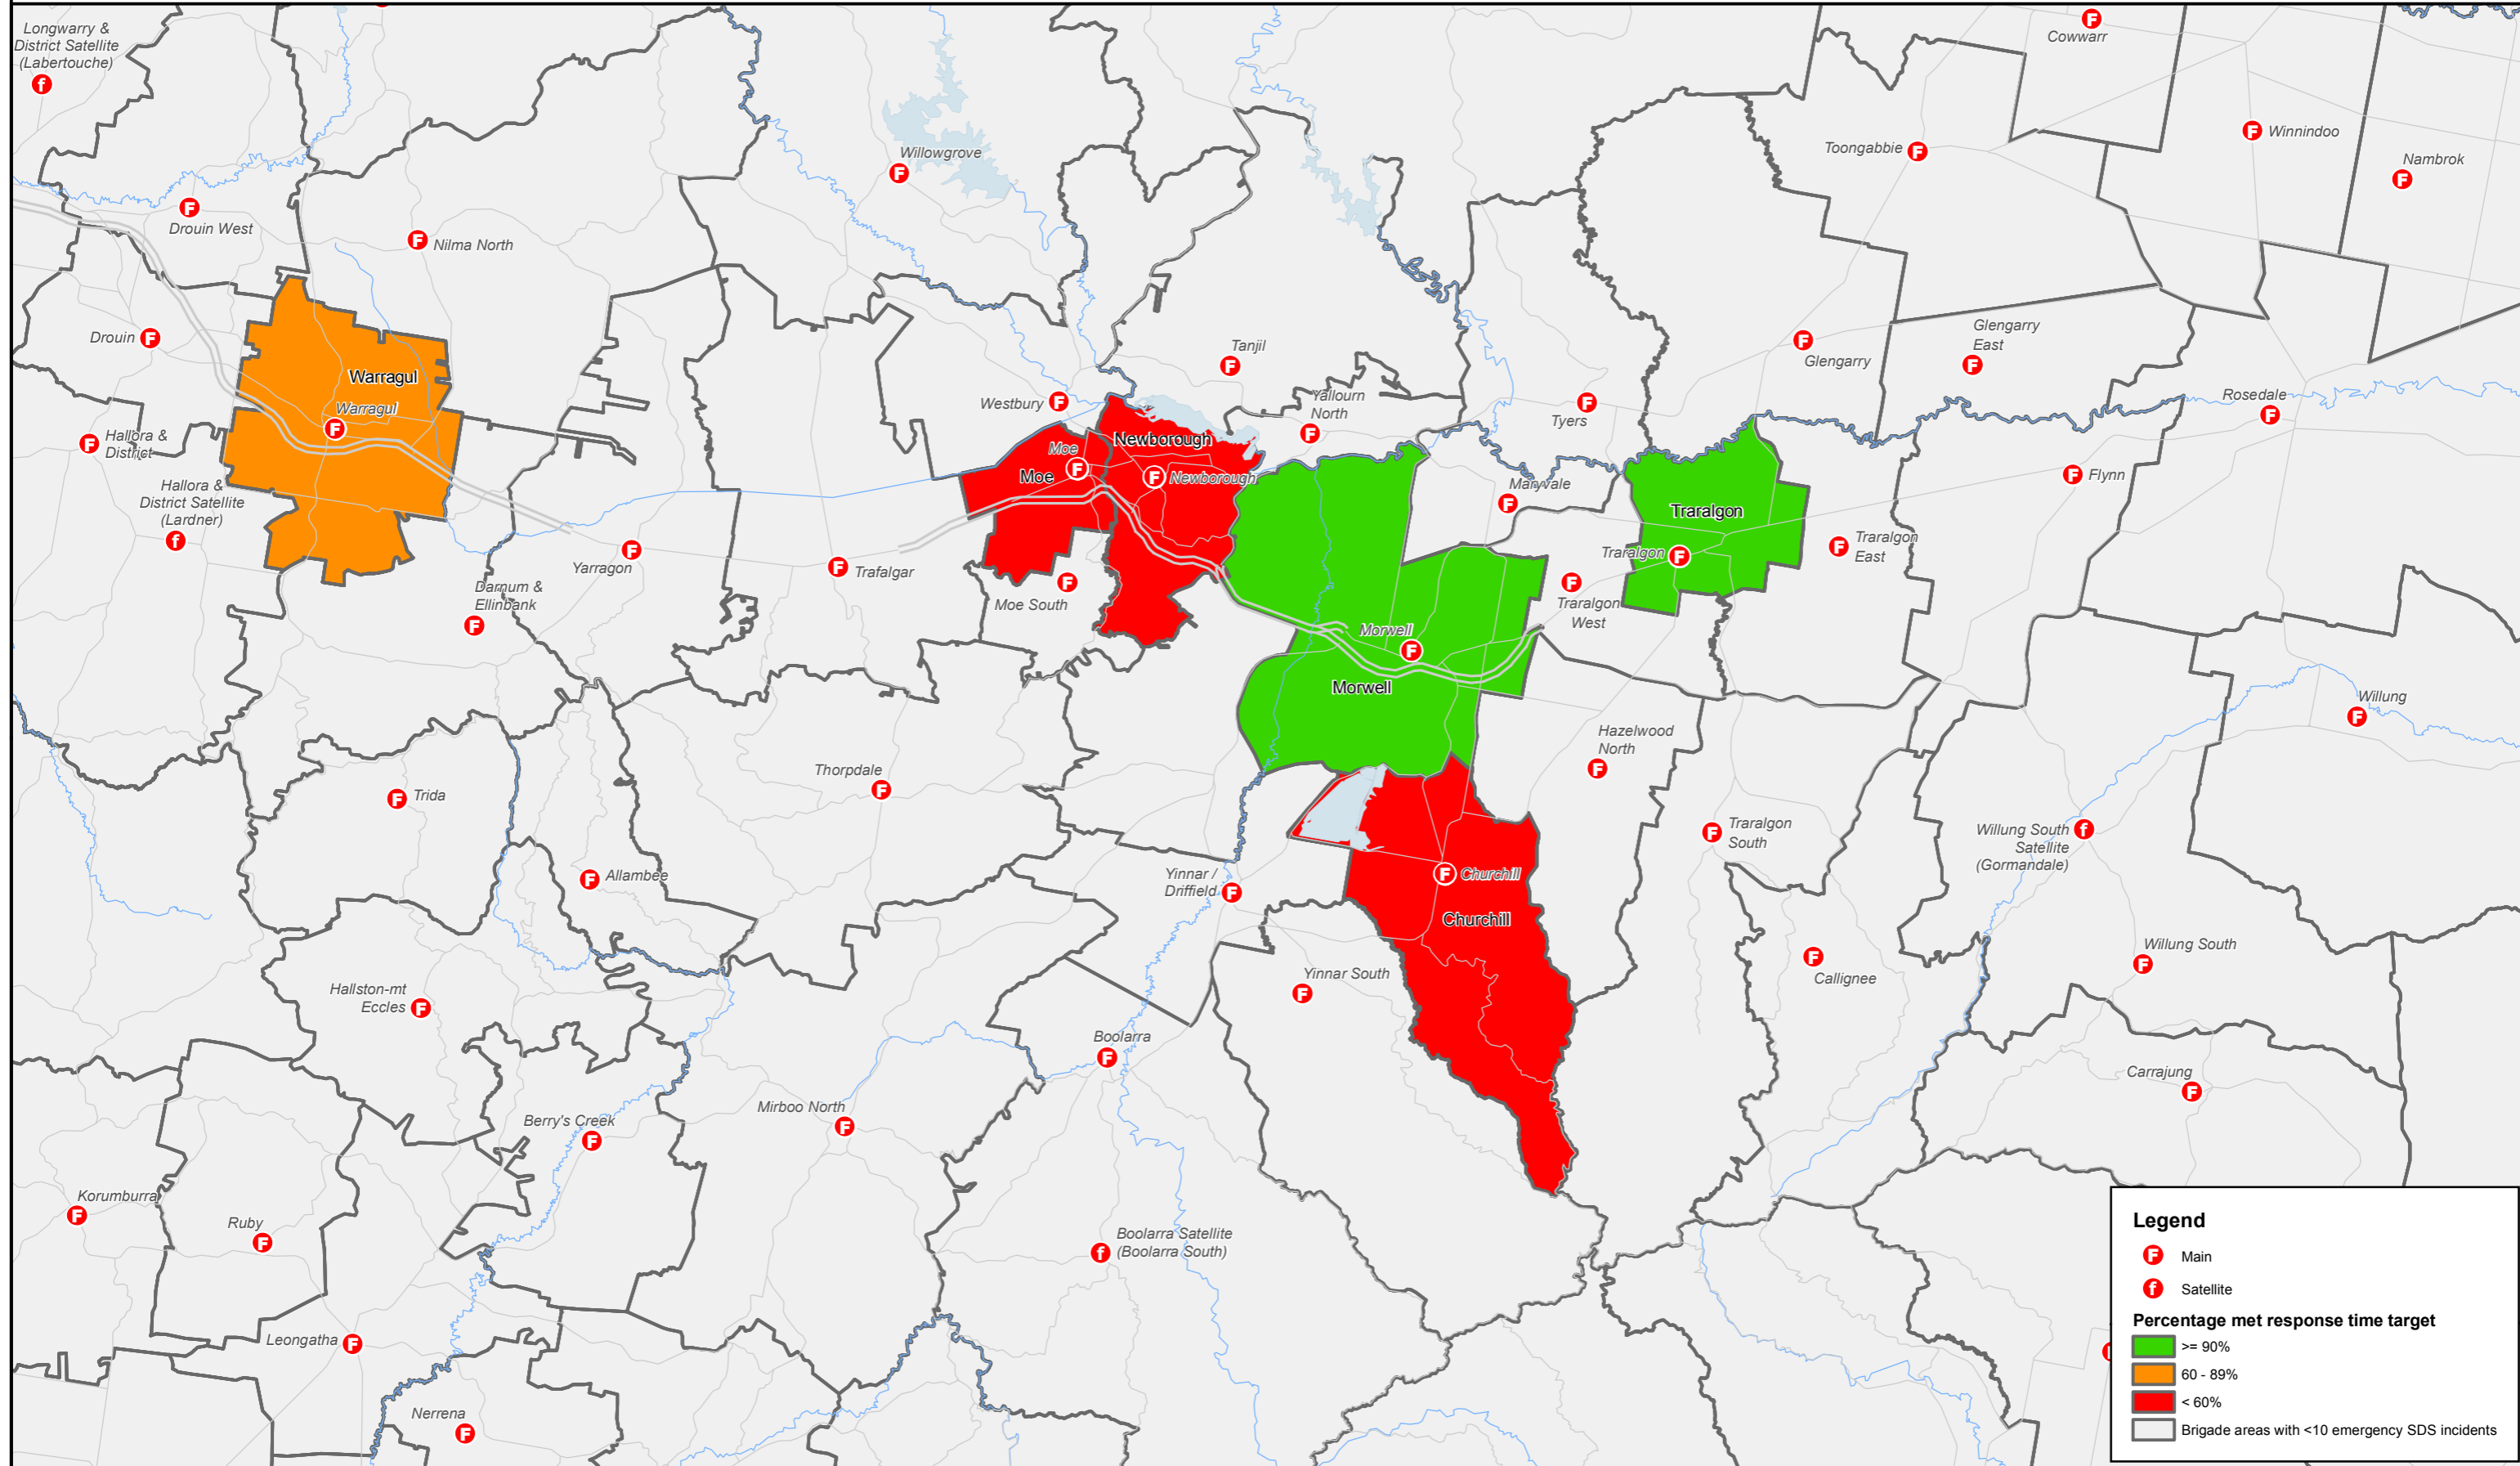 Longwarry &
District Satellite
(Labertouche)
f
F
Cowwarr
Willowgrove
F
Toongabbie
F
F
Winnindoo
Nambrok
F
F
Drouin West
F
Nilma North
Drouin
F
Warragul
Warragul
F
Hallora &
District
F
Hallora &
District Satellite
(Lardner)
f
Darnum &
Ellinbank
F
Yarragon
F
Trafalgar
F
Westbury
F
Tanjil
F
Yallourn
North
F
Newborough
Newborough
F
Moe
F
Moe
Moe South
F
Tyers
F
Glengarry
F
Glengarry
East
F
Rosedale
F
Maryvale
F
Traralgon
Traralgon
F
Traralgon
East
F
Flynn
F
Traralgon
West
F
Morwell
F
Morwell
Hazelwood
North
F
Willung
F
Thorpdale
F
Trida
F
Allambee
F
Yinnar /
Driffield
F
Churchill
F
Churchill
Traralgon
South
F
Willung South
Satellite
(Gormandale)
f
Willung South
F
Callignee
F
Yinnar South
F
Hallston-mt
Eccles
F
Boolarra
F
Carrajung
F
Mirboo North
F
Berry's Creek
F
Korumburra
F
Ruby
F
Boolarra Satellite
(Boolarra South)
f
Leongatha
F
Nerrena
F
Legend
F Main
f Satellite
Percentage met response time target
>= 90%
60 - 89%
< 60%
Brigade areas with <10 emergency SDS incidents